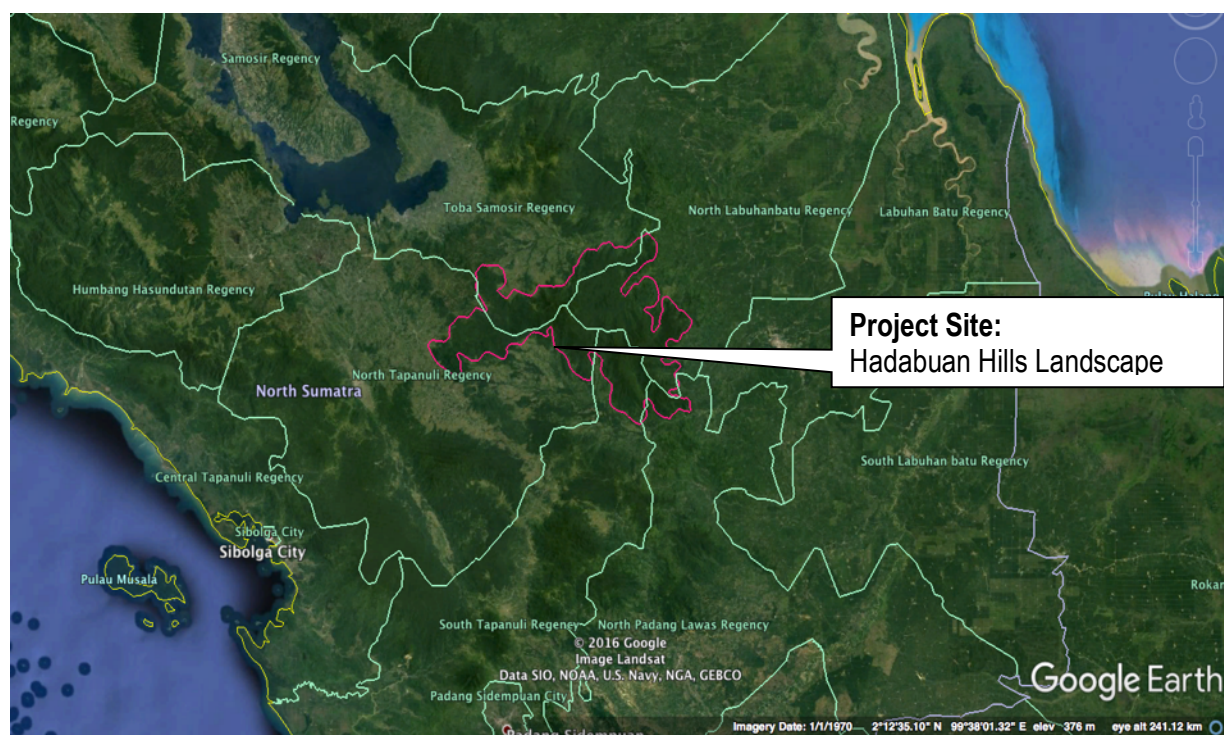 Samosir Regency
Regency
Toba Samosir Regency
North Labuhanbatu Regency
Labuhan Batu Regency
Humbang Hasundutan Regency
Pulau Halang
Project Site:
Hadabuan Hills Landscape
North Tapanuli Regency
North Sumatra
South Labuhan batu Regency
Central Tapanuli Regency
Sibolga City
Sibolga City
Pulau Musala
Rokan
South Tapanuli Regency
North Padang Lawas Regency
© 2016 Google
Image Landsat
Data SIO, NOAA, U.S. Navy, NGA, GEBCO
Google Earth
Padang Sidempuan City
Padang Sidempuan
Imagery Date: 1/1/1970 2°12'35.10" N 99°38'01.32" E elev 376 m eye alt 241.12 km